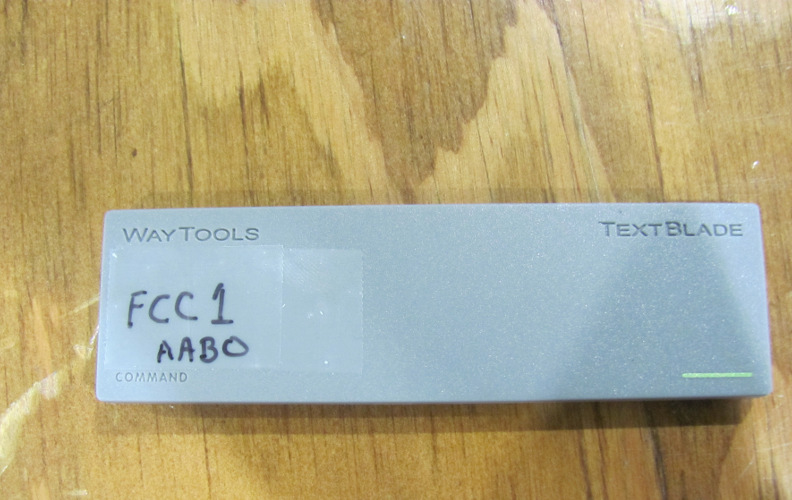 WAYTOOLS
TEXTBLADE
FCC 1
AABO
COMMAND